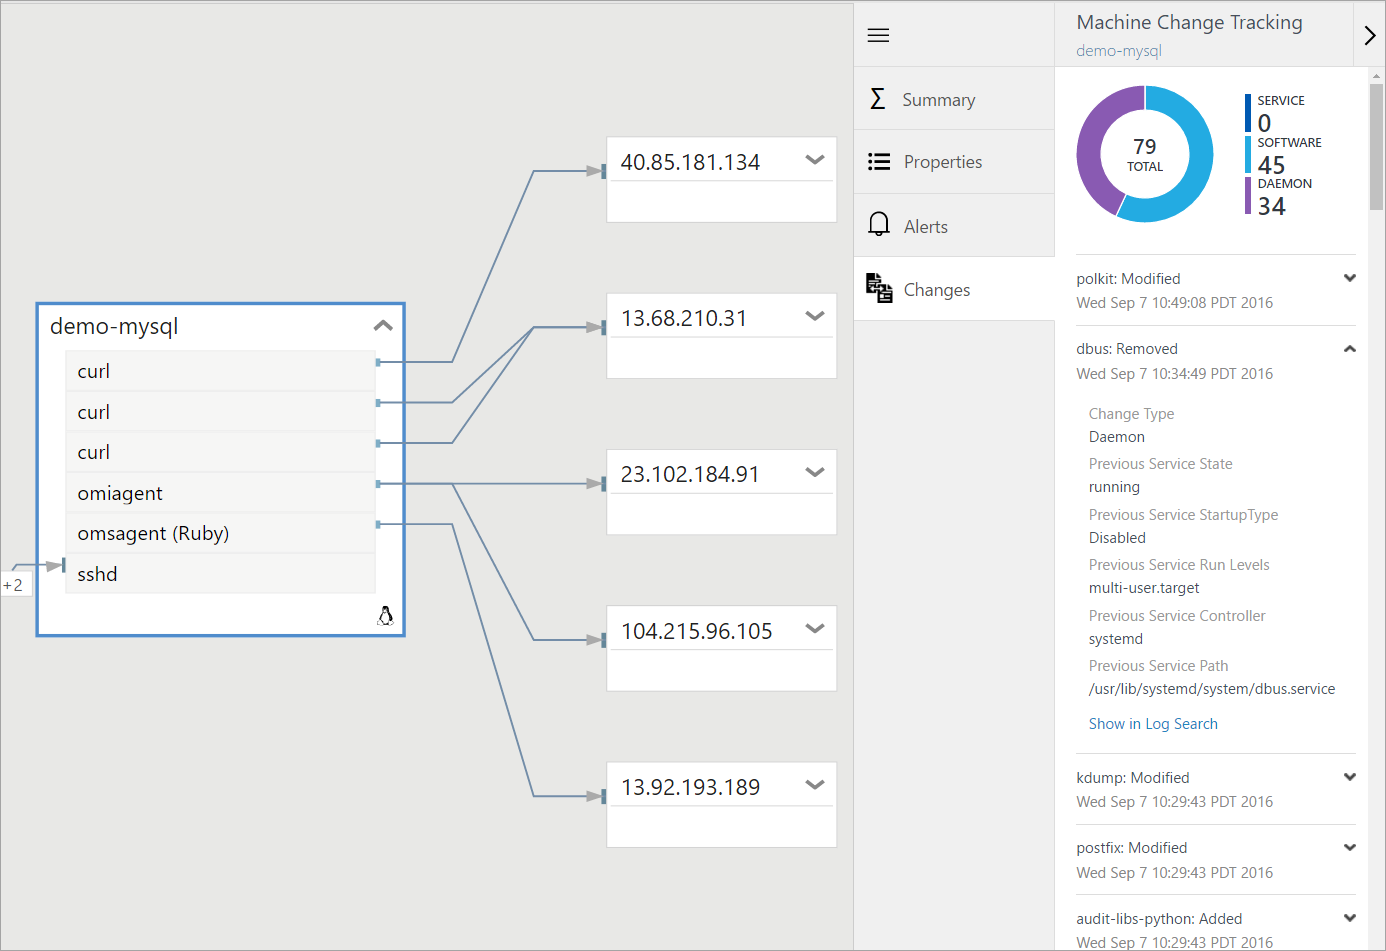 demo-mysql
curl
curl
curl
omiagent
omsagent (Ruby)
sshd
+2
40.85.181.134
13.68.210.31
23.102.184.91
104.215.96.105
13.92.193.189
Summary
Properties
Alerts
Changes
Machine Change Tracking
demo-mysql
79
TOTAL
SERVICE
0
SOFTWARE
45
DAEMON
34
polkit: Modified
Wed Sep 7 10:49:08 PDT 2016
dbus: Removed
Wed Sep 7 10:34:49 PDT 2016
Change Type
Daemon
Previous Service State
running
Previous Service StartupType
Disabled
Previous Service Run Levels
multi-user.target
Previous Service Controller
systemd
Previous Service Path
/usr/lib/systemd/system/dbus.service
Show in Log Search
kdump: Modified
Wed Sep 7 10:29:43 PDT 2016
postfix: Modified
Wed Sep 7 10:29:43 PDT 2016
audit-libs-python: Added
Wed Sep 7 10:29:43 PDT 2016